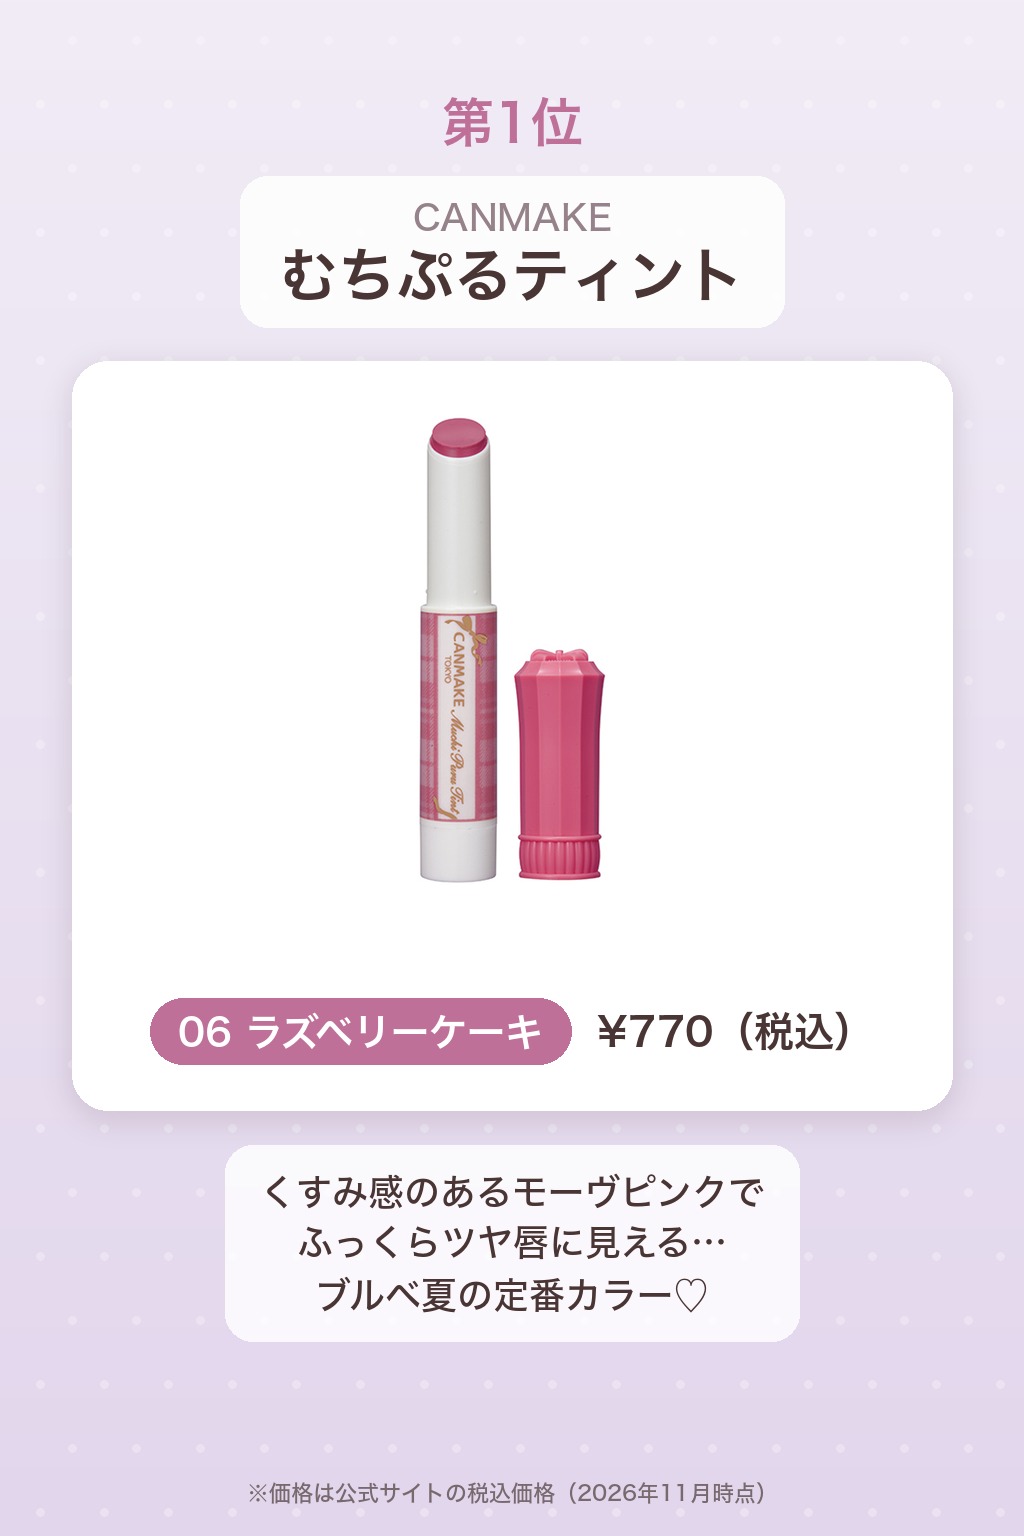 第1位
CANMAKE
むちぷるティント
CANMAKE
TOKYO
Muchi Puru Tint
06 ラズベリーケーキ
¥770（税込）
くすみ感のあるモーヴピンクで
ふっくらツヤ唇に見える…
ブルベ夏の定番カラー♡
※価格は公式サイトの税込価格（2026年11月時点）